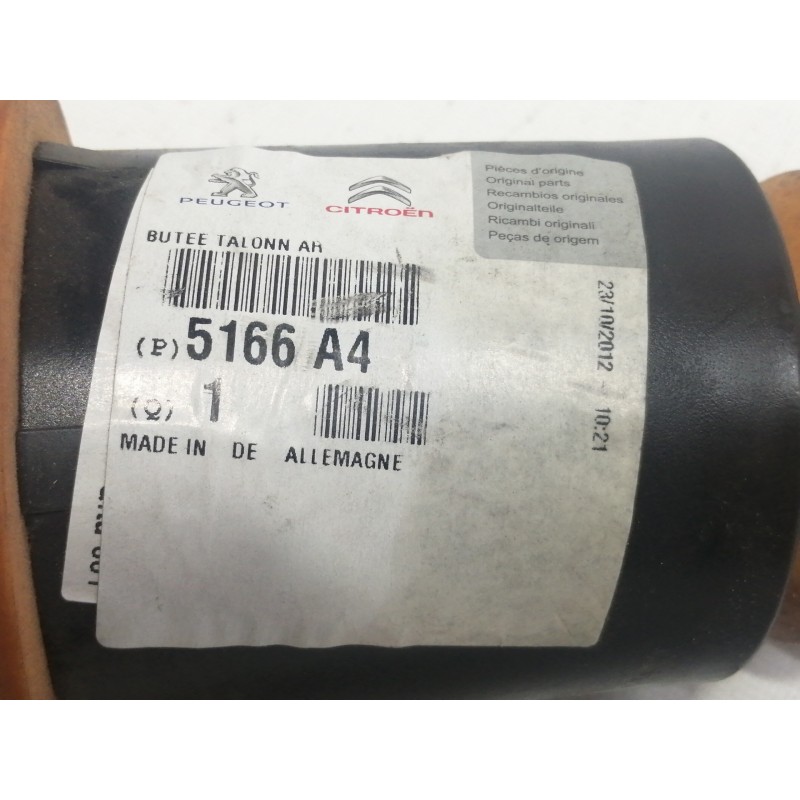 PEUGEOT
CITROËN
Pièces d'origine
Original parts
Recambios originales
Originalteile
Ricambi originali
Peças de origem
BUTEE TALONN AR
(P) 5166 A4
(Q) 1
MADE IN DE ALLEMAGNE
23/10/2012 - 10:21